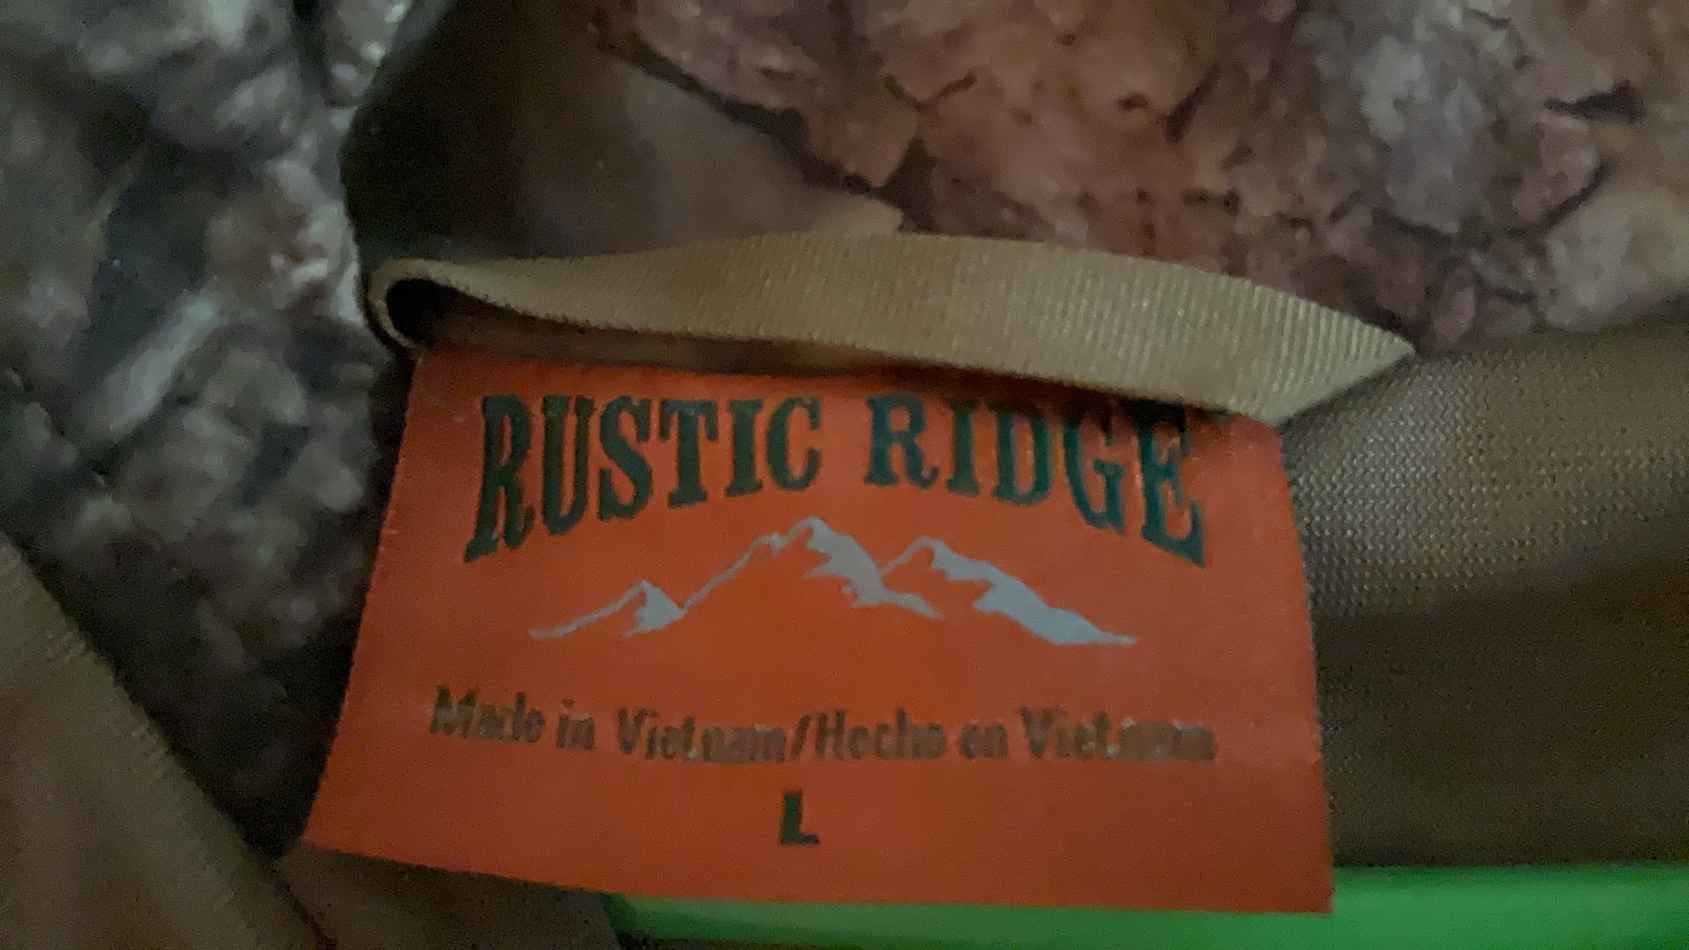 RUSTIC RIDGE
Made in Vietnam/Hecho en Vietnam
L